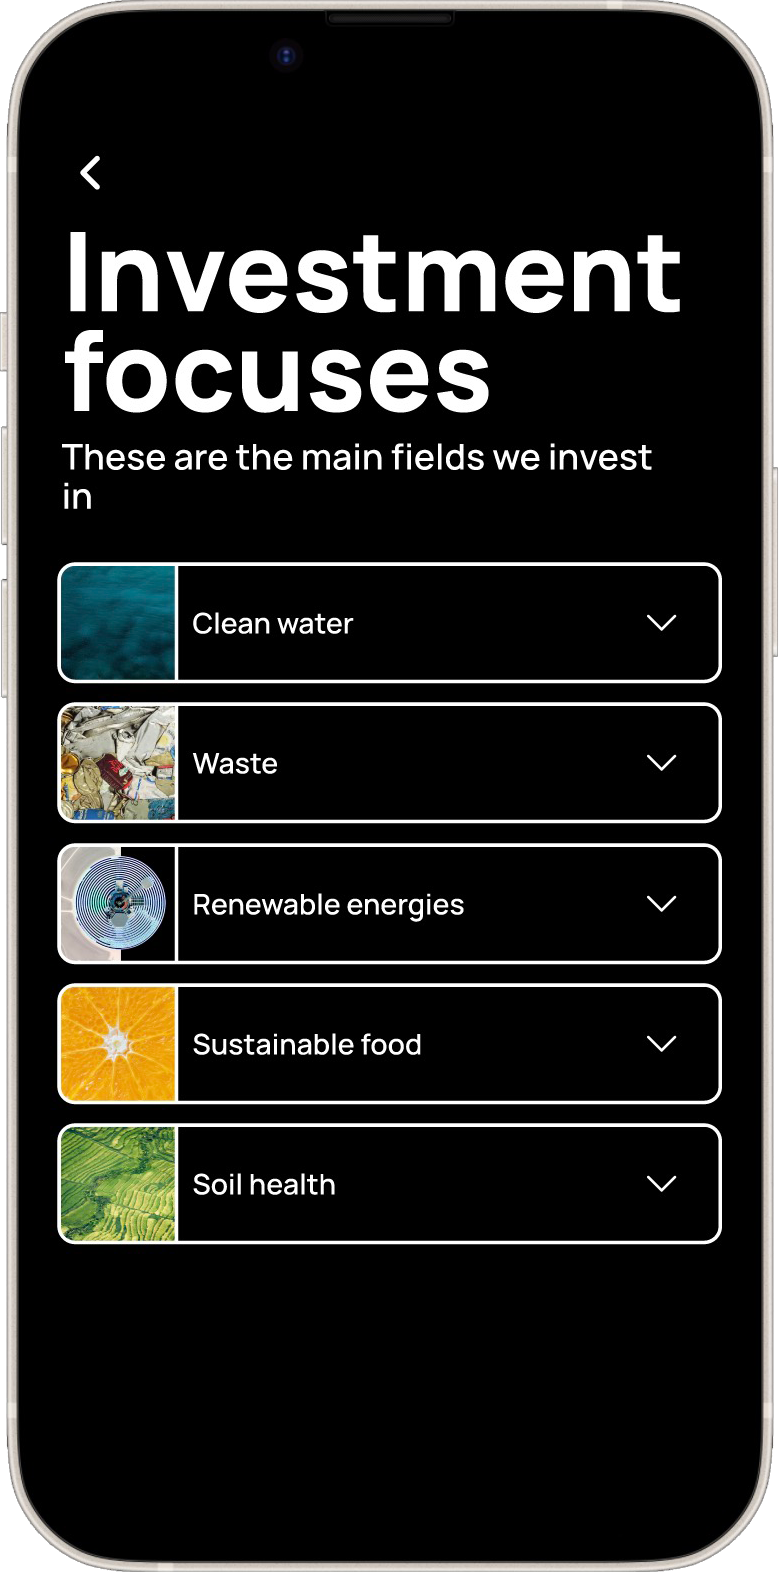 Investment
focuses
These are the main fields we invest
in
Clean water
Waste
Renewable energies
Sustainable food
Soil health